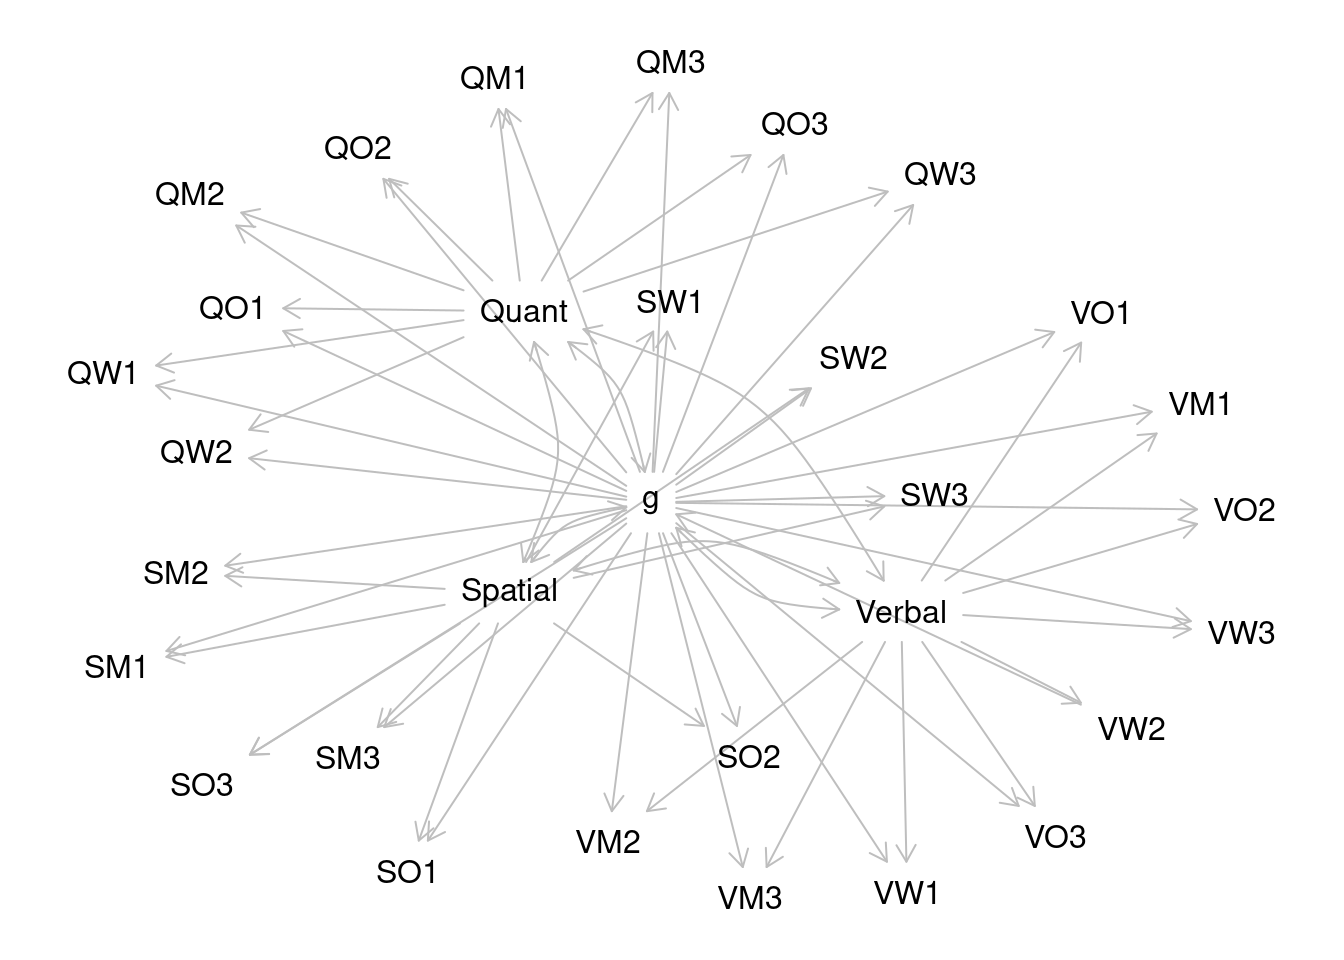 QM3
QM1
QO3
QO2
QW3
QM2
SW1
QO1
Quant
VO1
SW2
QW1
VM1
QW2
SW3
g
VO2
SM2
Spatial
Verbal
VW3
SM1
VW2
SM3
SO2
SO3
VO3
VM2
SO1
VW1
VM3